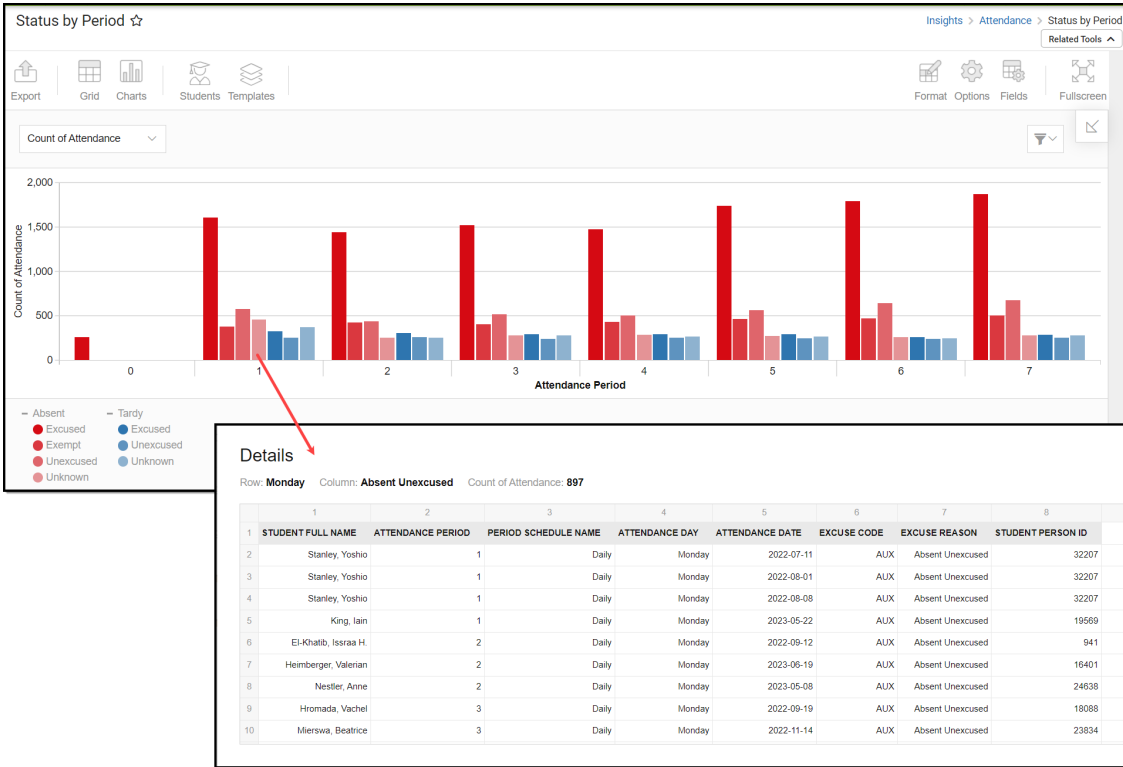 Status by Period
Insights > Attendance > Status by Period
Related Tools
Export Grid Charts Students Templates Format Options Fields Fullscreen
Count of Attendance
2,000
1,500
1,000
500
0
Count of Attendance
0 1 2 3 4 5 6 7
Attendance Period
− Absent − Tardy
Excused Excused
Exempt Unexcused
Unexcused Unknown
Unknown
Details
Row: Monday Column: Absent Unexcused Count of Attendance: 897
1 2 3 4 5 6 7 8
1 STUDENT FULL NAME ATTENDANCE PERIOD PERIOD SCHEDULE NAME ATTENDANCE DAY ATTENDANCE DATE EXCUSE CODE EXCUSE REASON STUDENT PERSON ID
2 Stanley, Yoshio 1 Daily Monday 2022-07-11 AUX Absent Unexcused 32207
3 Stanley, Yoshio 1 Daily Monday 2022-08-01 AUX Absent Unexcused 32207
4 Stanley, Yoshio 1 Daily Monday 2022-08-08 AUX Absent Unexcused 32207
5 King, Iain 1 Daily Monday 2023-05-22 AUX Absent Unexcused 19569
6 El-Khatib, Issraa H. 2 Daily Monday 2022-09-12 AUX Absent Unexcused 941
7 Heimberger, Valerian 2 Daily Monday 2023-06-19 AUX Absent Unexcused 16401
8 Nestler, Anne 2 Daily Monday 2023-05-08 AUX Absent Unexcused 24638
9 Hromada, Vachel 3 Daily Monday 2022-09-19 AUX Absent Unexcused 18088
10 Mierswa, Beatrice 3 Daily Monday 2022-11-14 AUX Absent Unexcused 23834